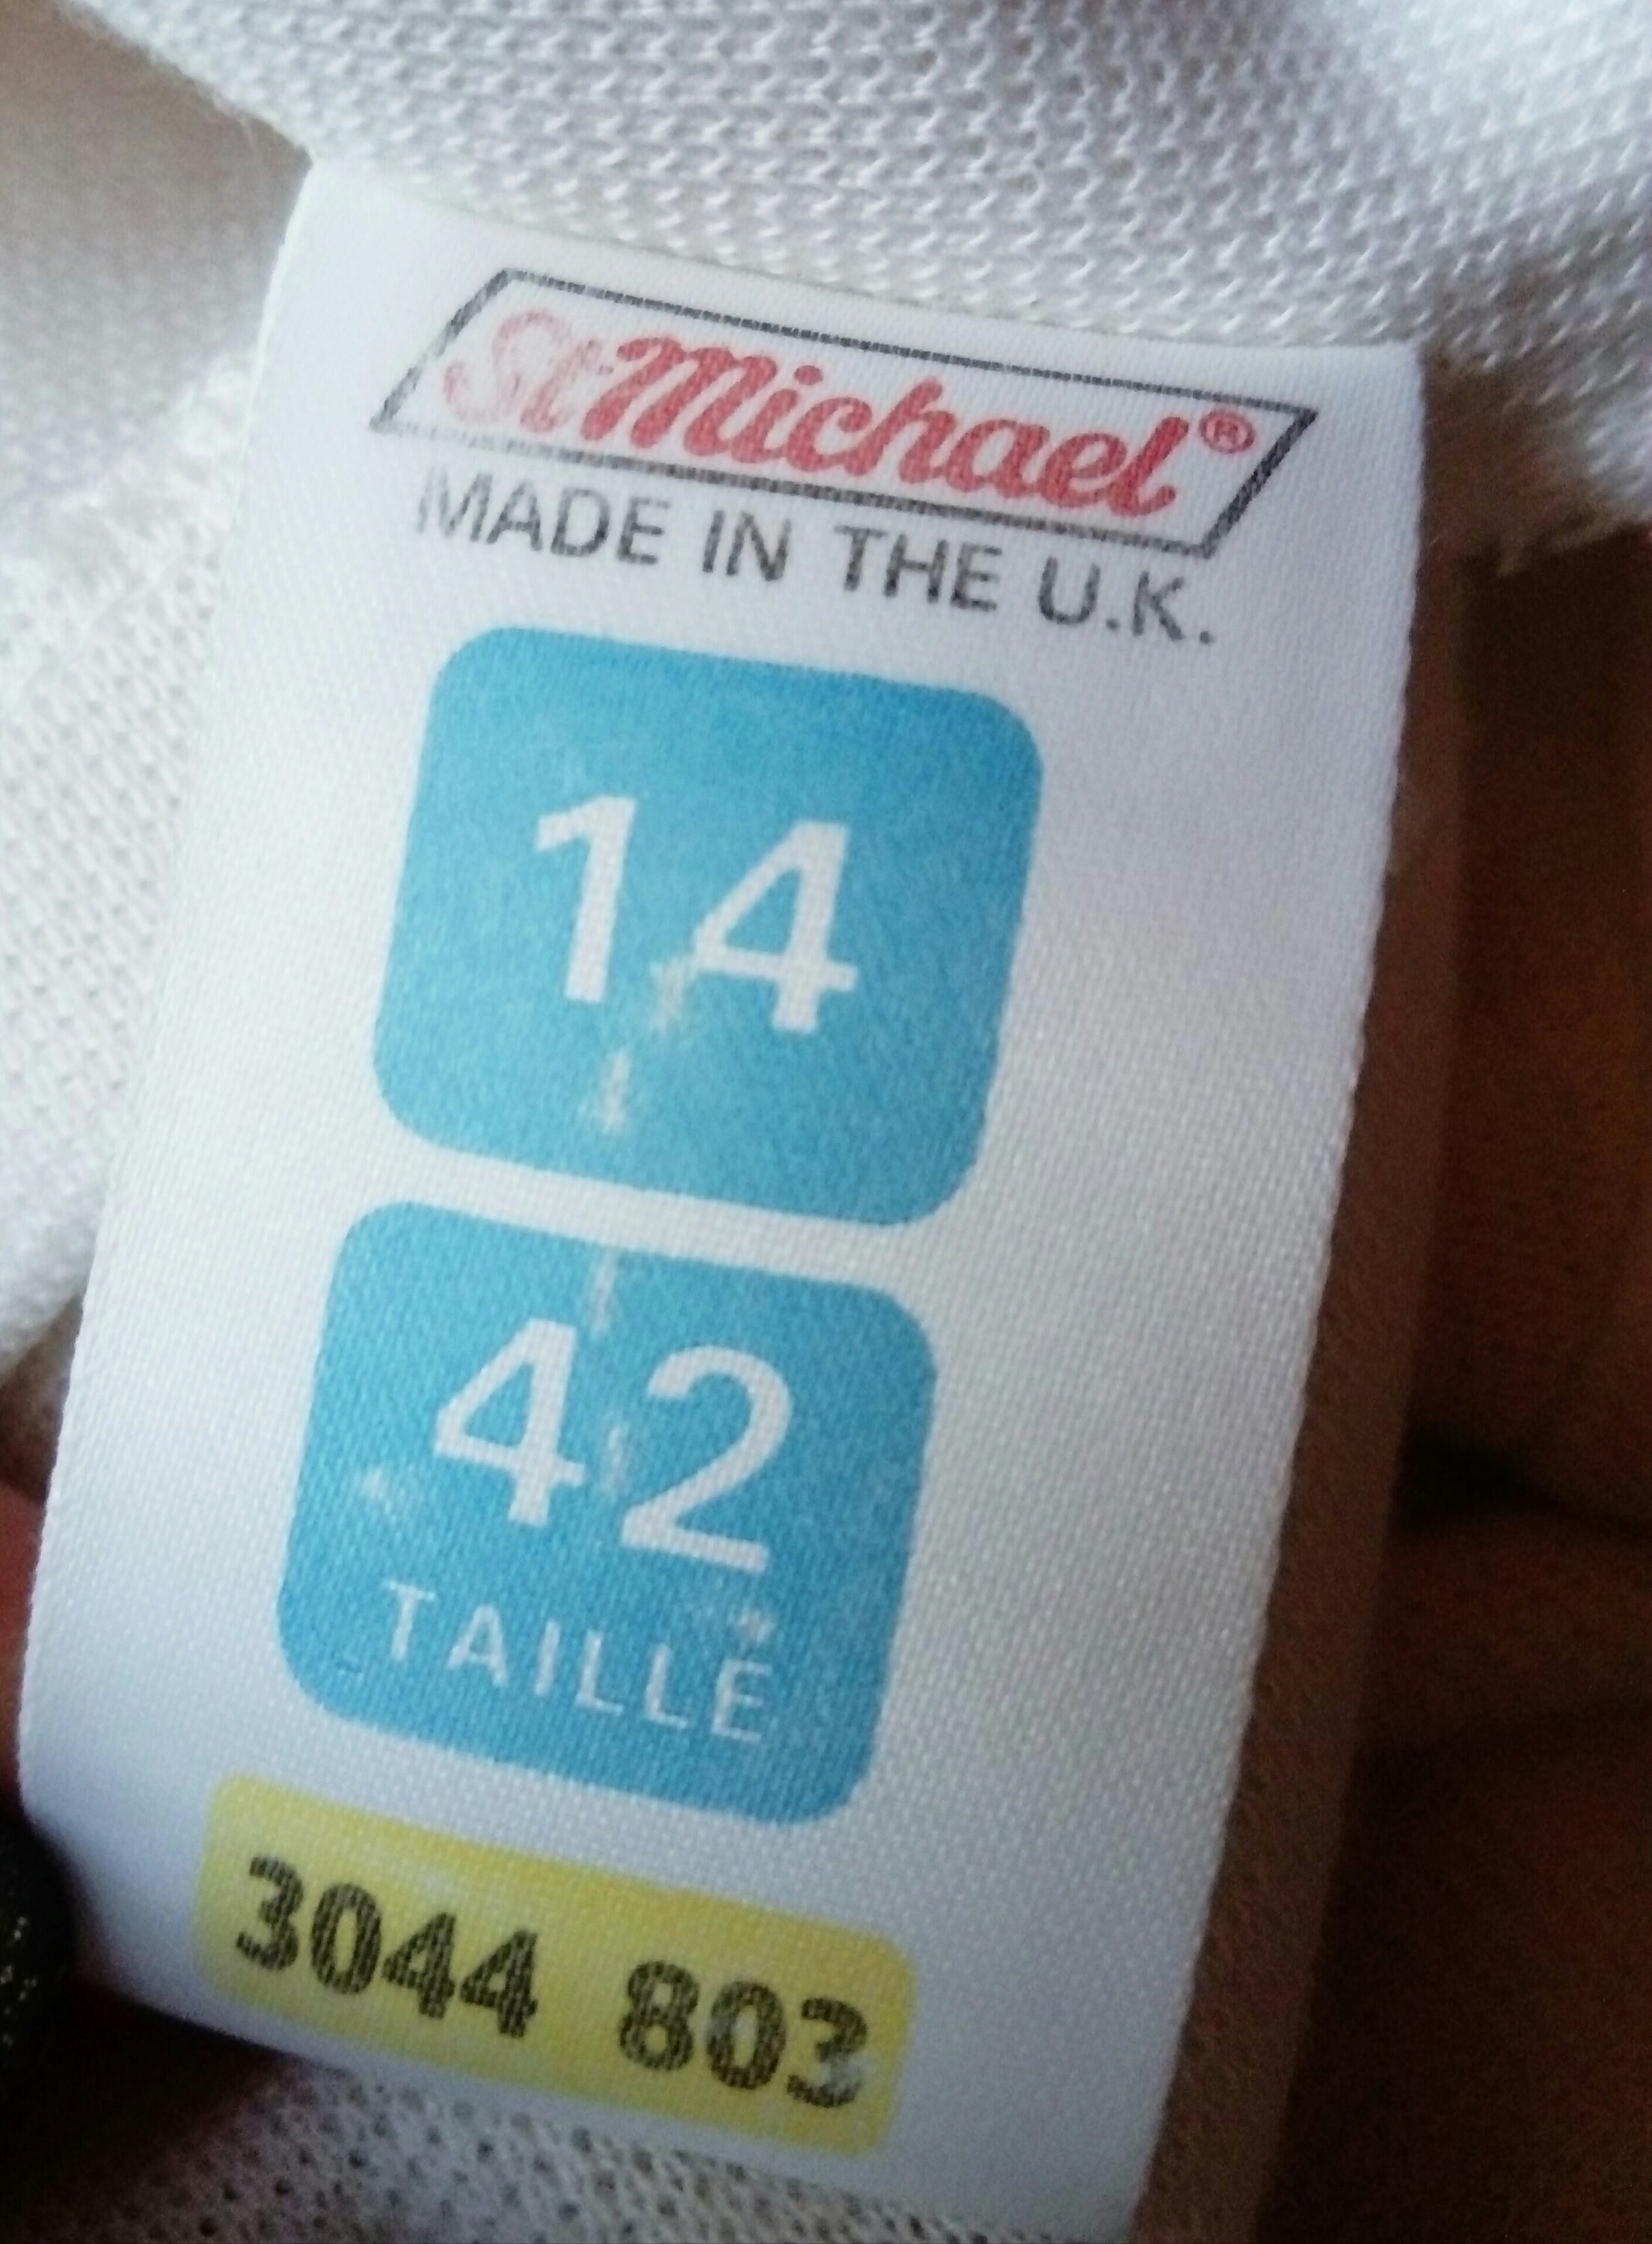 St Michael®
MADE IN THE U.K.
14
42
TAILLE
3044 803